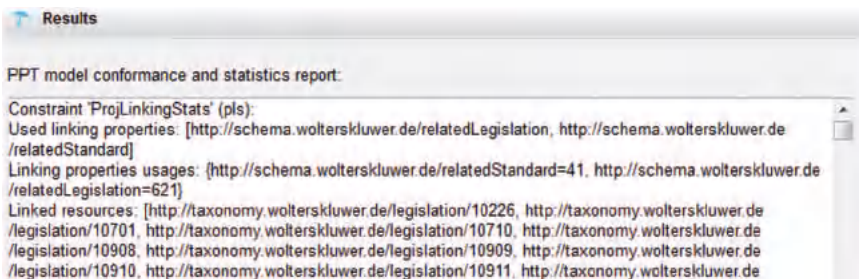 Results
PPT model conformance and statistics report:
Constraint 'ProjLinkingStats' (pls):
Used linking properties: [http://schema.wolterskluwer.de/relatedLegislation, http://schema.wolterskluwer.de
/relatedStandard]
Linking properties usages: {http://schema.wolterskluwer.de/relatedStandard=41, http://schema.wolterskluwer.de
/relatedLegislation=621}
Linked resources: [http://taxonomy.wolterskluwer.de/legislation/10226, http://taxonomy.wolterskluwer.de
/legislation/10701, http://taxonomy.wolterskluwer.de/legislation/10710, http://taxonomy.wolterskluwer.de
/legislation/10908, http://taxonomy.wolterskluwer.de/legislation/10909, http://taxonomy.wolterskluwer.de
/legislation/10910, http://taxonomy.wolterskluwer.de/legislation/10911, http://taxonomy.wolterskluwer.de